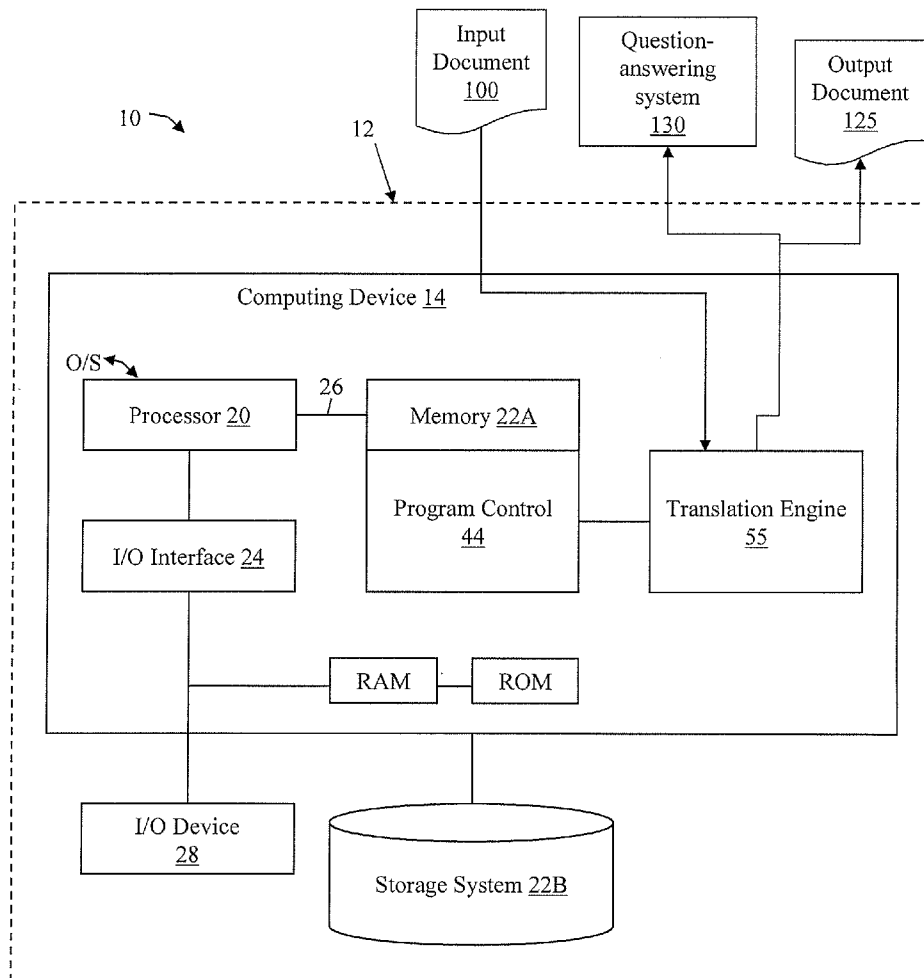 Input
Document
100
Question-
answering
system
130
Output
Document
125
10
12
Computing Device 14
O/S
Processor 20
26
Memory 22A
Program Control
44
Translation Engine
55
I/O Interface 24
RAM
ROM
I/O Device
28
Storage System 22B